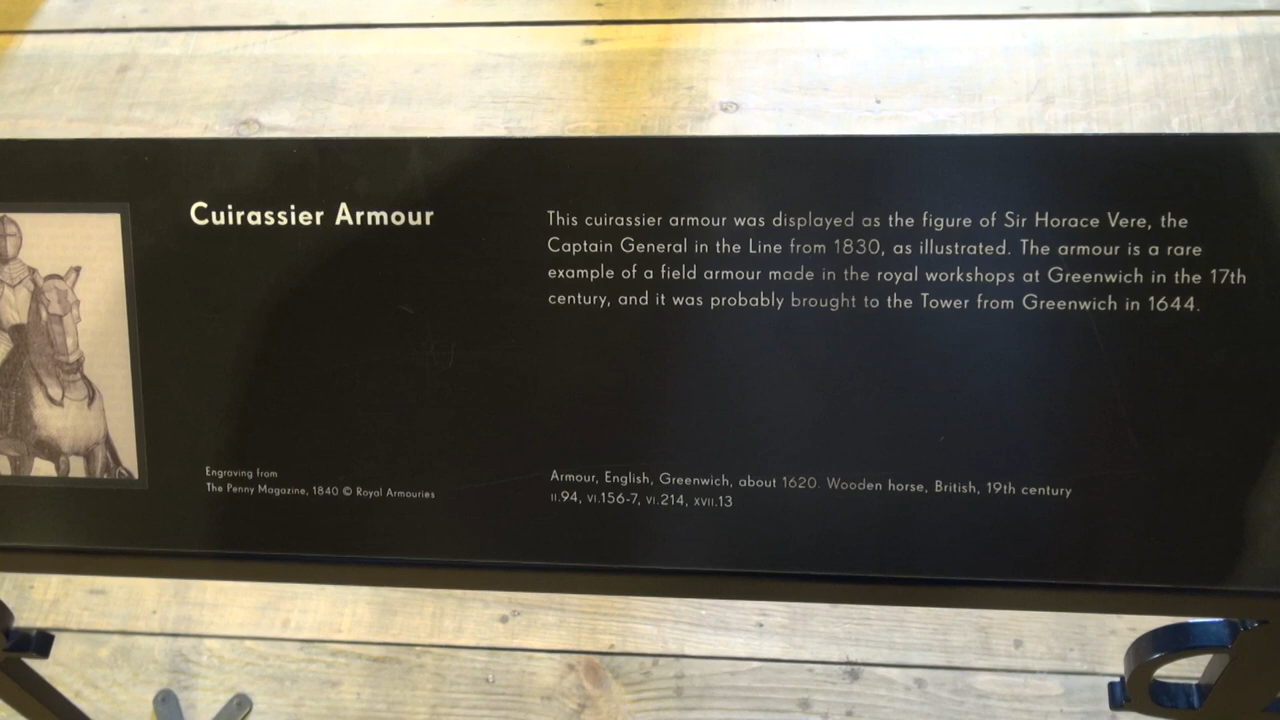 Cuirassier Armour
This cuirassier armour was displayed as the figure of Sir Horace Vere, the
Captain General in the Line from 1830, as illustrated. The armour is a rare
example of a field armour made in the royal workshops at Greenwich in the 17th
century, and it was probably brought to the Tower from Greenwich in 1644.
Engraving from
The Penny Magazine, 1840 © Royal Armouries
Armour, English, Greenwich, about 1620. Wooden horse, British, 19th century
II.94, VI.156-7, VI.214, XVII.13